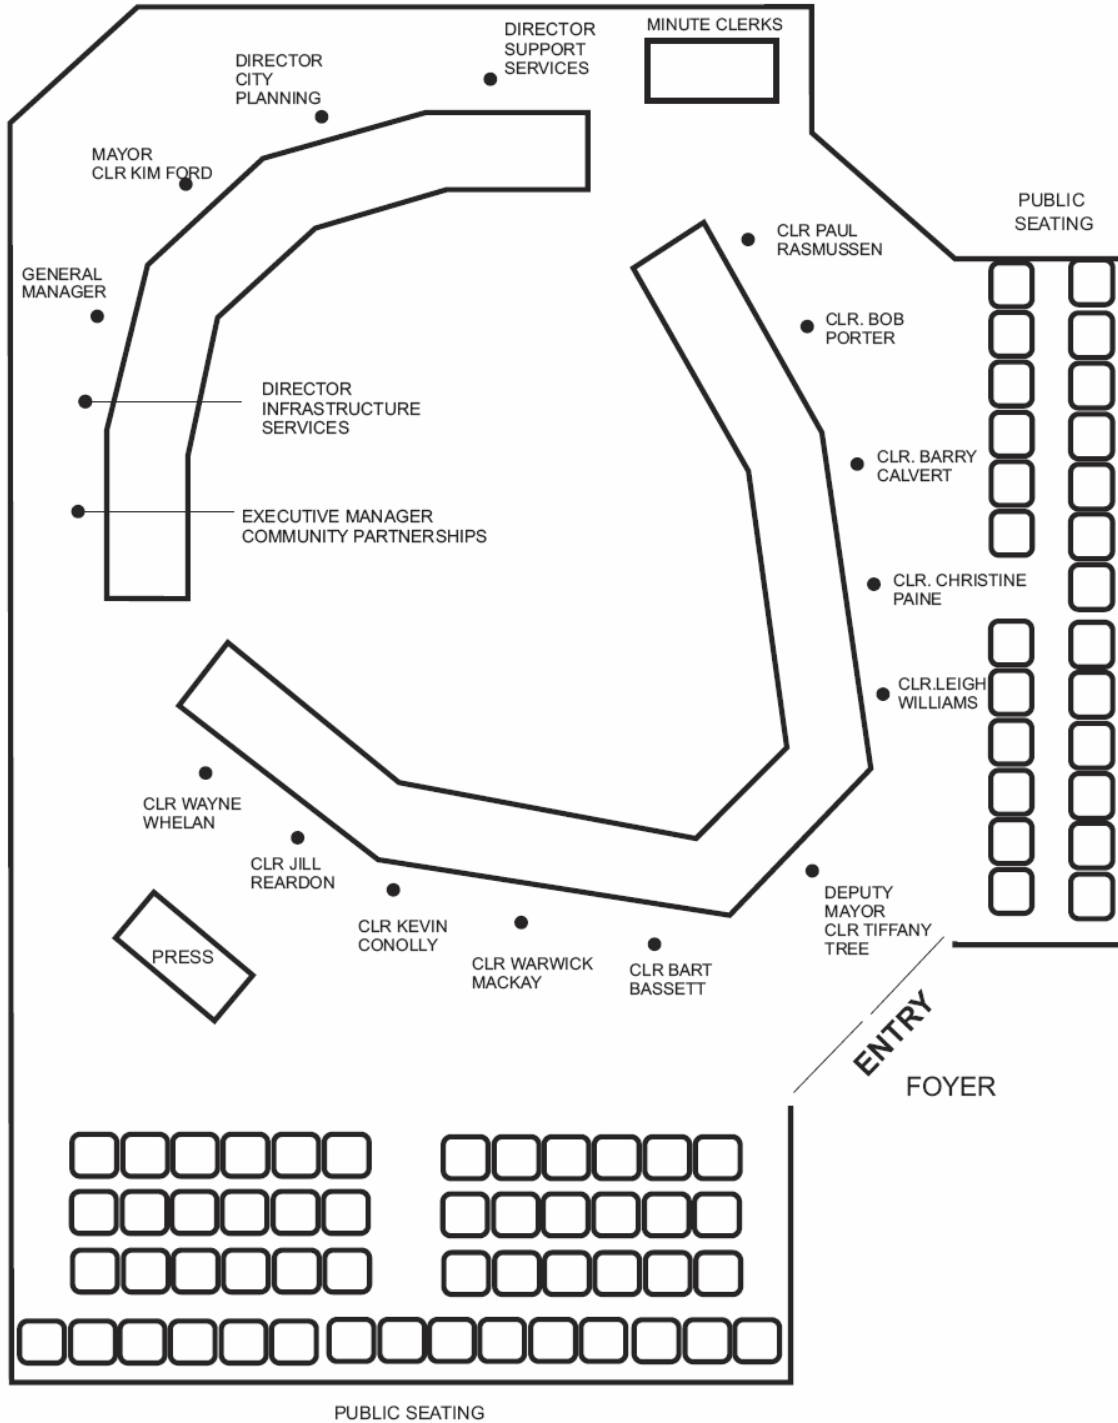 MINUTE CLERKS
DIRECTOR
SUPPORT
SERVICES
DIRECTOR
CITY
PLANNING
MAYOR
CLR KIM FORD
GENERAL
MANAGER
DIRECTOR
INFRASTRUCTURE
SERVICES
EXECUTIVE MANAGER
COMMUNITY PARTNERSHIPS
PUBLIC
SEATING
CLR PAUL
RASMUSSEN
CLR. BOB
PORTER
CLR. BARRY
CALVERT
CLR. CHRISTINE
PAINE
CLR.LEIGH
WILLIAMS
DEPUTY
MAYOR
CLR TIFFANY
TREE
CLR WAYNE
WHELAN
CLR JILL
REARDON
CLR KEVIN
CONOLLY
CLR WARWICK
MACKAY
CLR BART
BASSETT
PRESS
ENTRY
FOYER
PUBLIC SEATING